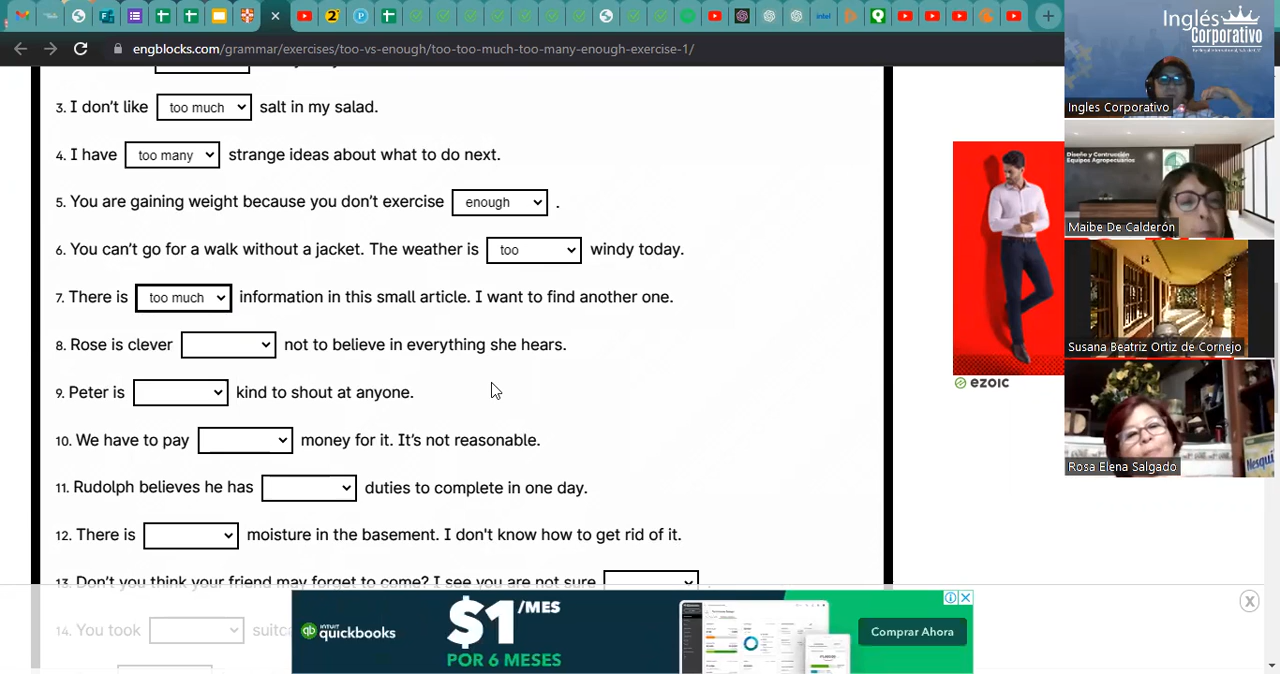 engblocks.com/grammar/exercises/too-vs-enough/too-too-much-too-many-enough-exercise-1/
3. I don't like too much salt in my salad.
4. I have too many strange ideas about what to do next.
5. You are gaining weight because you don't exercise enough .
6. You can't go for a walk without a jacket. The weather is too windy today.
7. There is too much information in this small article. I want to find another one.
8. Rose is clever not to believe in everything she hears.
9. Peter is kind to shout at anyone.
10. We have to pay money for it. It's not reasonable.
11. Rudolph believes he has duties to complete in one day.
12. There is moisture in the basement. I don't know how to get rid of it.
13. Don't you think your friend may forget to come? I see you are not sure .
14. You took suitc
ezoic
intuit
quickbooks
$1/MES
POR 6 MESES
Comprar Ahora
X
Inglés
Corporativo
Ingles Corporativo
Diseño y Contrucción
Equipos Agropecuarios
Maibe De Calderón
Susana Beatriz Ortiz de Cornejo
Rosa Elena Salgado
Nesqui